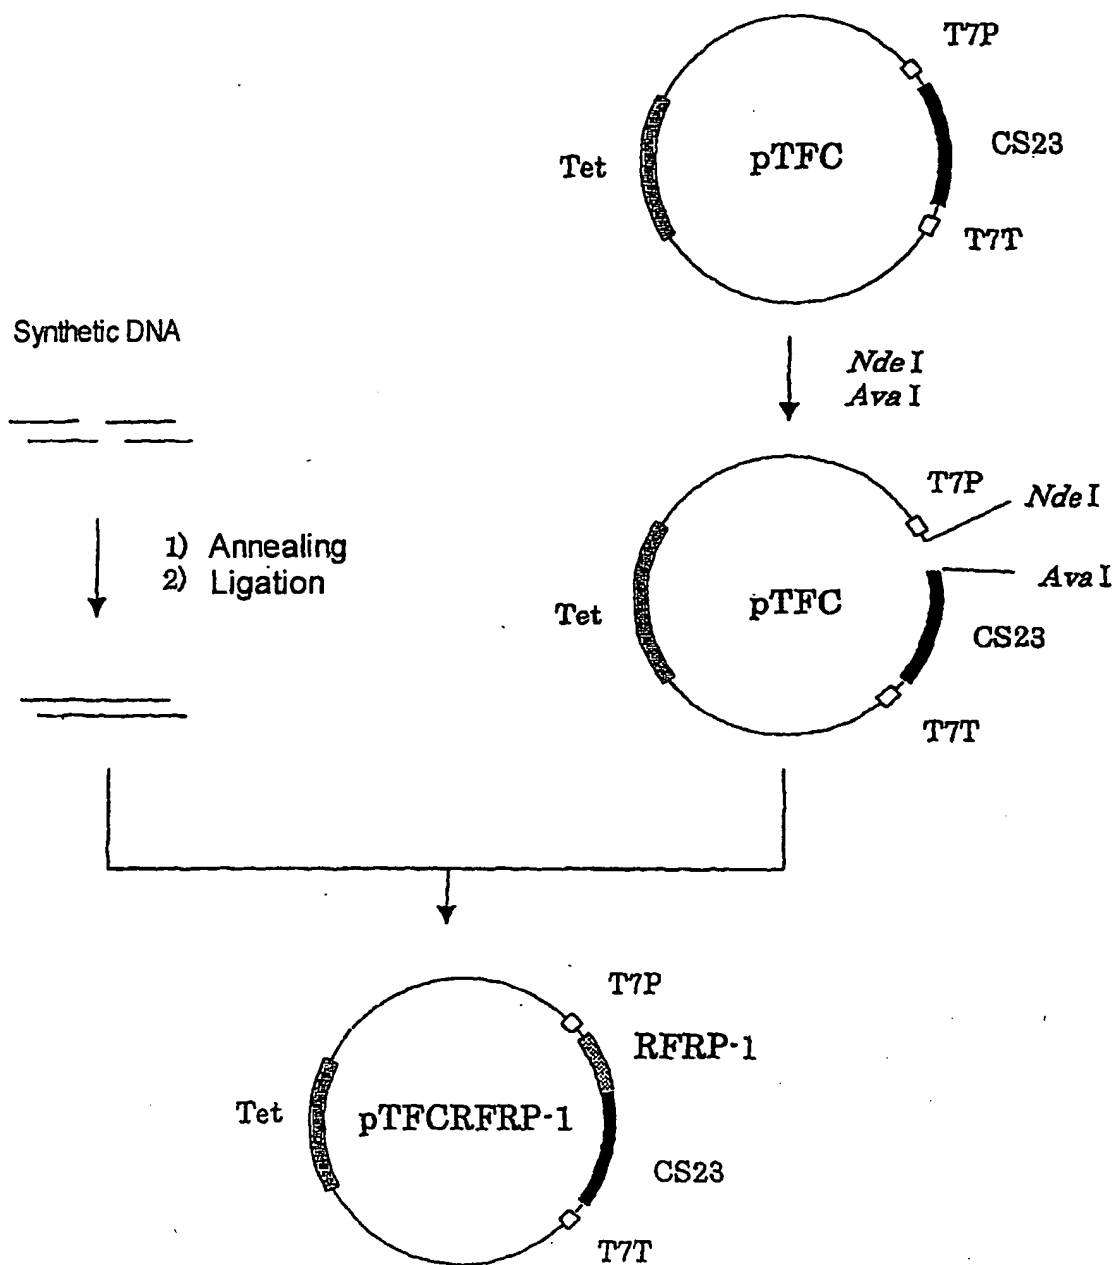 T7P
CS23
Tet
pTFC
T7T
Synthetic DNA
Nde I
Ava I
1) Annealing
2) Ligation
T7P
Nde I
Ava I
Tet
pTFC
CS23
T7T
T7P
RFRP-1
Tet
pTFCRFRP-1
CS23
T7T